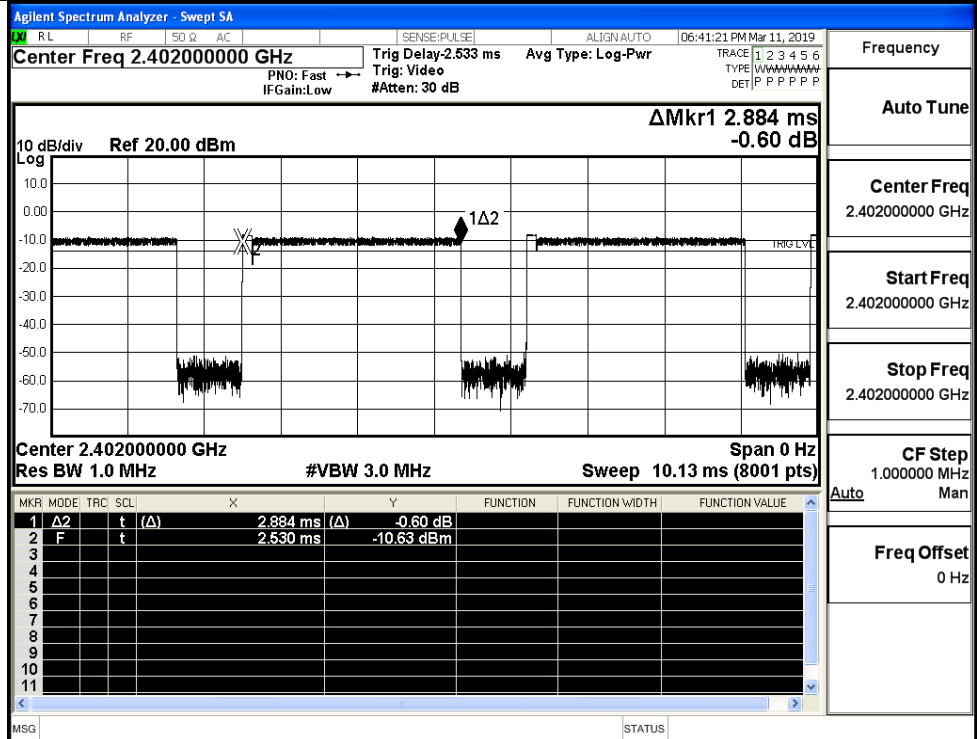 Agilent Spectrum Analyzer - Swept SA
LXI RL RF 50 Ω AC SENSE:PULSE ALIGN AUTO 06:41:21 PM Mar 11, 2019
Center Freq 2.402000000 GHz Trig Delay-2.533 ms Avg Type: Log-Pwr TRACE 1 2 3 4 5 6
PNO: Fast Trig: Video TYPE WWWWWW
IFGain:Low #Atten: 30 dB DET P P P P P P
Frequency
Auto Tune
Center Freq
2.402000000 GHz
Start Freq
2.402000000 GHz
Stop Freq
2.402000000 GHz
CF Step
1.000000 MHz
Auto Man
Freq Offset
0 Hz
ΔMkr1 2.884 ms
10 dB/div Ref 20.00 dBm -0.60 dB
Log
10.0
0.00
1Δ2
-10.0
2
TRIG LVL
-20.0
-30.0
-40.0
-50.0
-60.0
-70.0
Center 2.402000000 GHz Span 0 Hz
Res BW 1.0 MHz #VBW 3.0 MHz Sweep 10.13 ms (8001 pts)
MKR MODE TRC SCL X Y FUNCTION FUNCTION WIDTH FUNCTION VALUE
1 Δ2 t (Δ) 2.884 ms (Δ) -0.60 dB
2 F t 2.530 ms -10.63 dBm
3
4
5
6
7
8
9
10
11
MSG STATUS